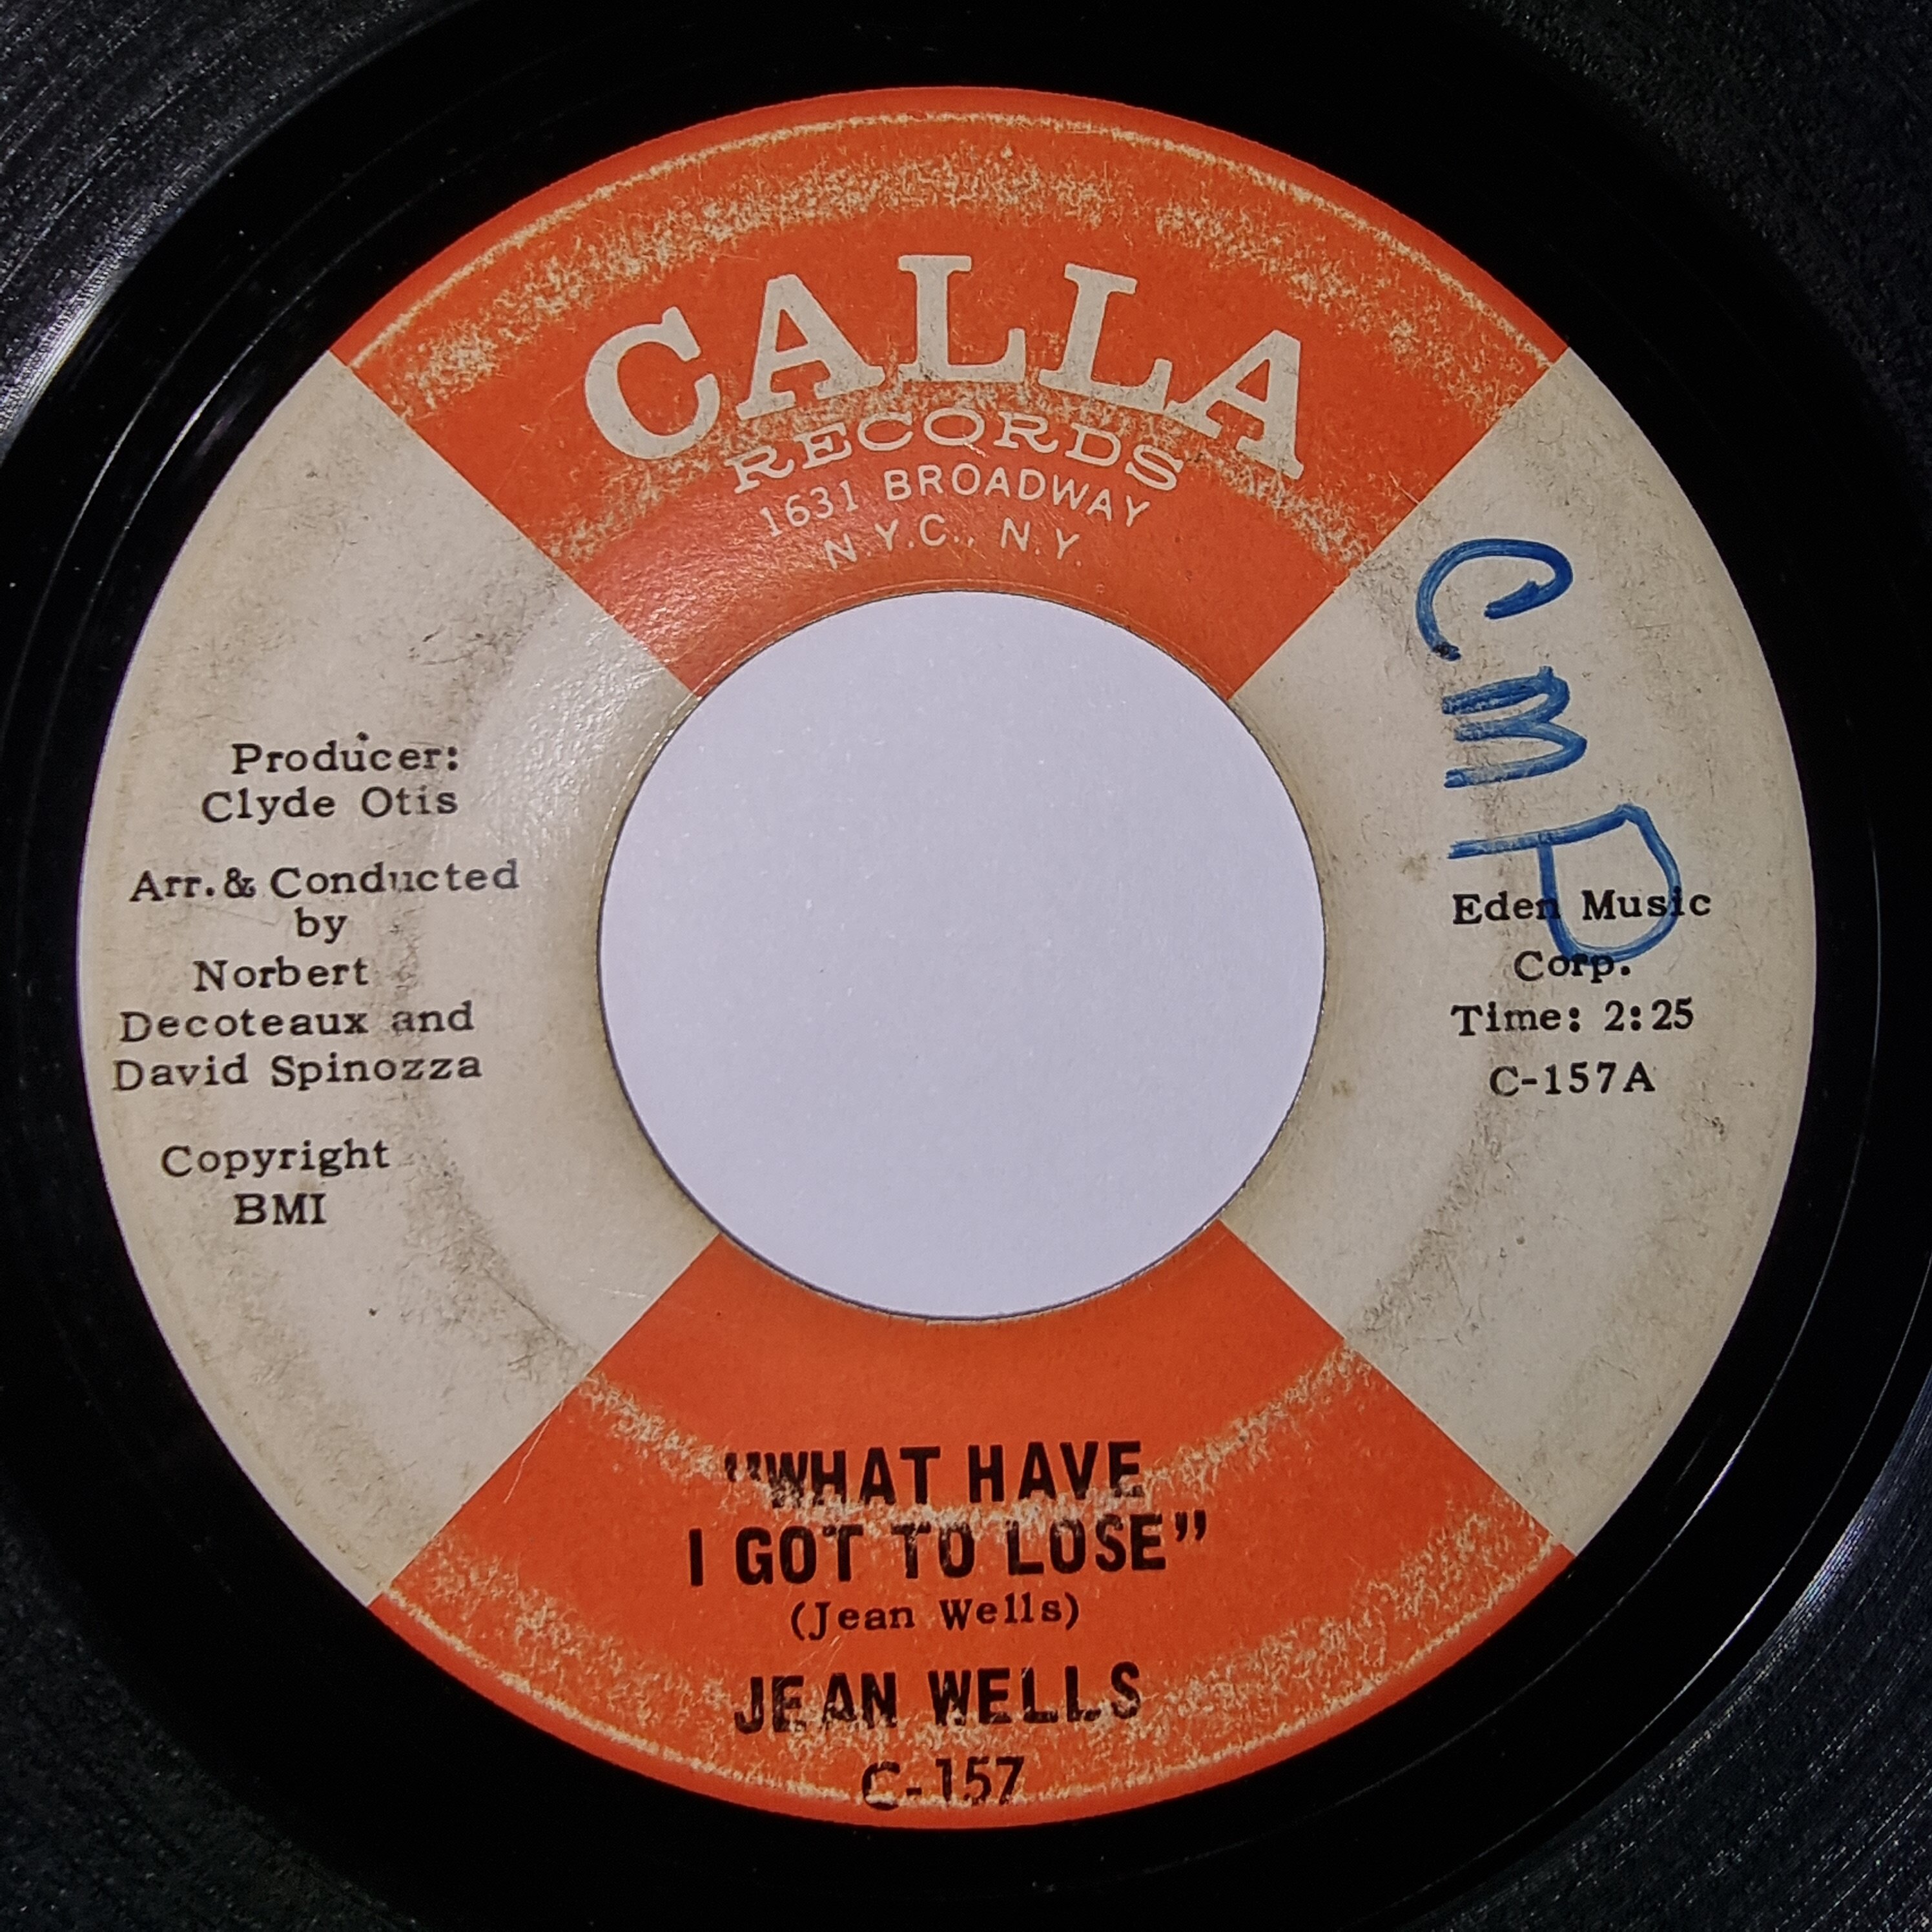 CALLA
RECORDS
1631 BROADWAY
N.Y.C., N.Y.
Producer:
Clyde Otis
Arr.& Conducted
by
Norbert
Decoteaux and
David Spinozza
Copyright
BMI
CMP
Eden Music
Corp.
Time: 2:25
C-157A
"WHAT HAVE
I GOT TO LOSE"
(Jean Wells)
JEAN WELLS
C-157